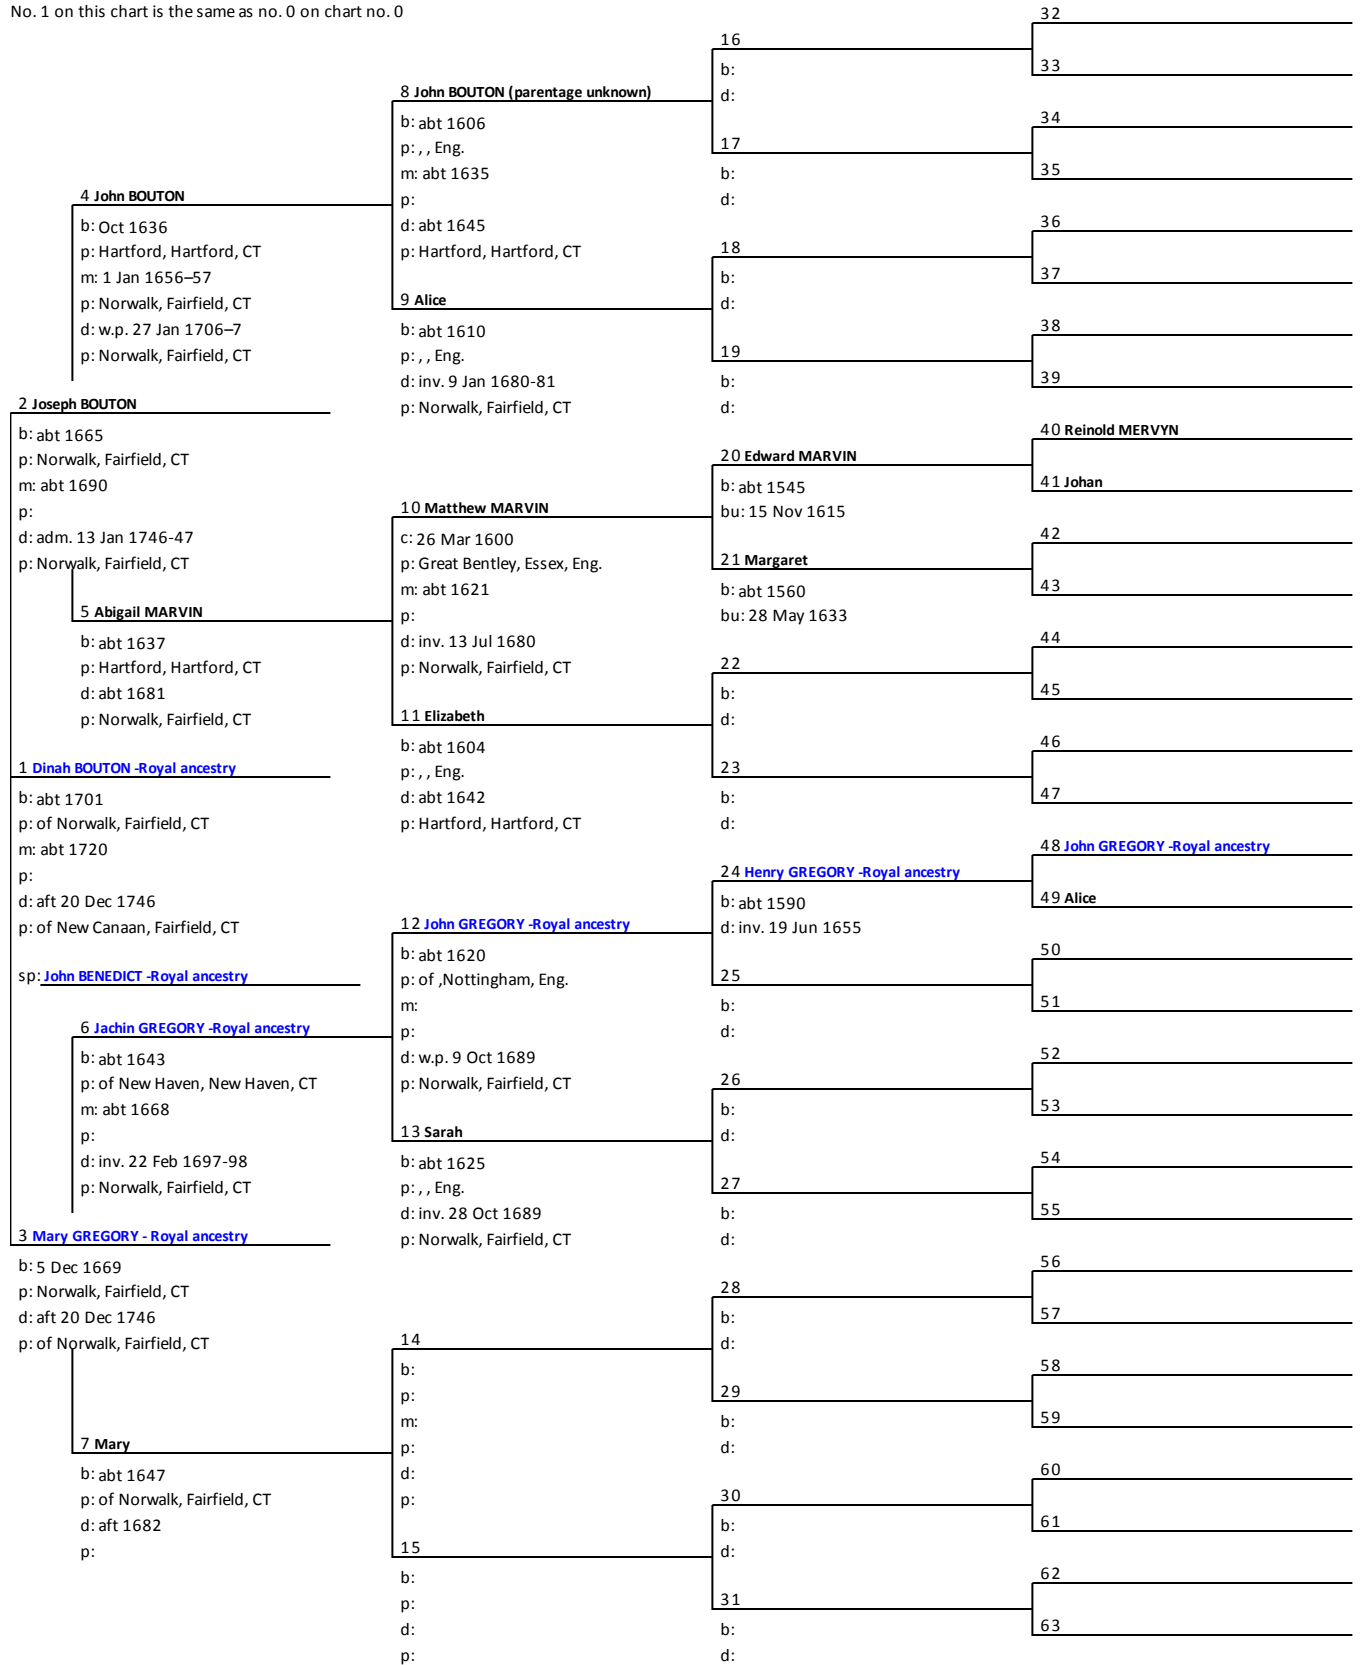 No. 1 on this chart is the same as no. 0 on chart no. 0
2 Joseph BOUTON
b: abt 1665
p: Norwalk, Fairfield, CT
m: abt 1690
p:
d: adm. 13 Jan 1746-47
p: Norwalk, Fairfield, CT
1 Dinah BOUTON -Royal ancestry
b: abt 1701
p: of Norwalk, Fairfield, CT
m: abt 1720
p:
d: aft 20 Dec 1746
p: of New Canaan, Fairfield, CT
sp: John BENEDICT -Royal ancestry
3 Mary GREGORY - Royal ancestry
b: 5 Dec 1669
p: Norwalk, Fairfield, CT
d: aft 20 Dec 1746
p: of Norwalk, Fairfield, CT
4 John BOUTON
b: Oct 1636
p: Hartford, Hartford, CT
m: 1 Jan 1656–57
p: Norwalk, Fairfield, CT
d: w.p. 27 Jan 1706–7
p: Norwalk, Fairfield, CT
5 Abigail MARVIN
b: abt 1637
p: Hartford, Hartford, CT
d: abt 1681
p: Norwalk, Fairfield, CT
6 Jachin GREGORY -Royal ancestry
b: abt 1643
p: of New Haven, New Haven, CT
m: abt 1668
p:
d: inv. 22 Feb 1697-98
p: Norwalk, Fairfield, CT
7 Mary
b: abt 1647
p: of Norwalk, Fairfield, CT
d: aft 1682
p:
8 John BOUTON (parentage unknown)
b: abt 1606
p: , , Eng.
m: abt 1635
p:
d: abt 1645
p: Hartford, Hartford, CT
9 Alice
b: abt 1610
p: , , Eng.
d: inv. 9 Jan 1680-81
p: Norwalk, Fairfield, CT
10 Matthew MARVIN
c: 26 Mar 1600
p: Great Bentley, Essex, Eng.
m: abt 1621
p:
d: inv. 13 Jul 1680
p: Norwalk, Fairfield, CT
11 Elizabeth
b: abt 1604
p: , , Eng.
d: abt 1642
p: Hartford, Hartford, CT
12 John GREGORY -Royal ancestry
b: abt 1620
p: of ,Nottingham, Eng.
m:
p:
d: w.p. 9 Oct 1689
p: Norwalk, Fairfield, CT
13 Sarah
b: abt 1625
p: , , Eng.
d: inv. 28 Oct 1689
p: Norwalk, Fairfield, CT
14
b:
p:
m:
p:
d:
p:
15
b:
p:
d:
p:
16
b:
d:
17
b:
d:
18
b:
d:
19
b:
d:
20 Edward MARVIN
b: abt 1545
bu: 15 Nov 1615
21 Margaret
b: abt 1560
bu: 28 May 1633
22
b:
d:
23
b:
d:
24 Henry GREGORY -Royal ancestry
b: abt 1590
d: inv. 19 Jun 1655
25
b:
d:
26
b:
d:
27
b:
d:
28
b:
d:
29
b:
d:
30
b:
d:
31
b:
d:
32
33
34
35
36
37
38
39
40 Reinold MERVYN
41 Johan
42
43
44
45
46
47
48 John GREGORY -Royal ancestry
49 Alice
50
51
52
53
54
55
56
57
58
59
60
61
62
63